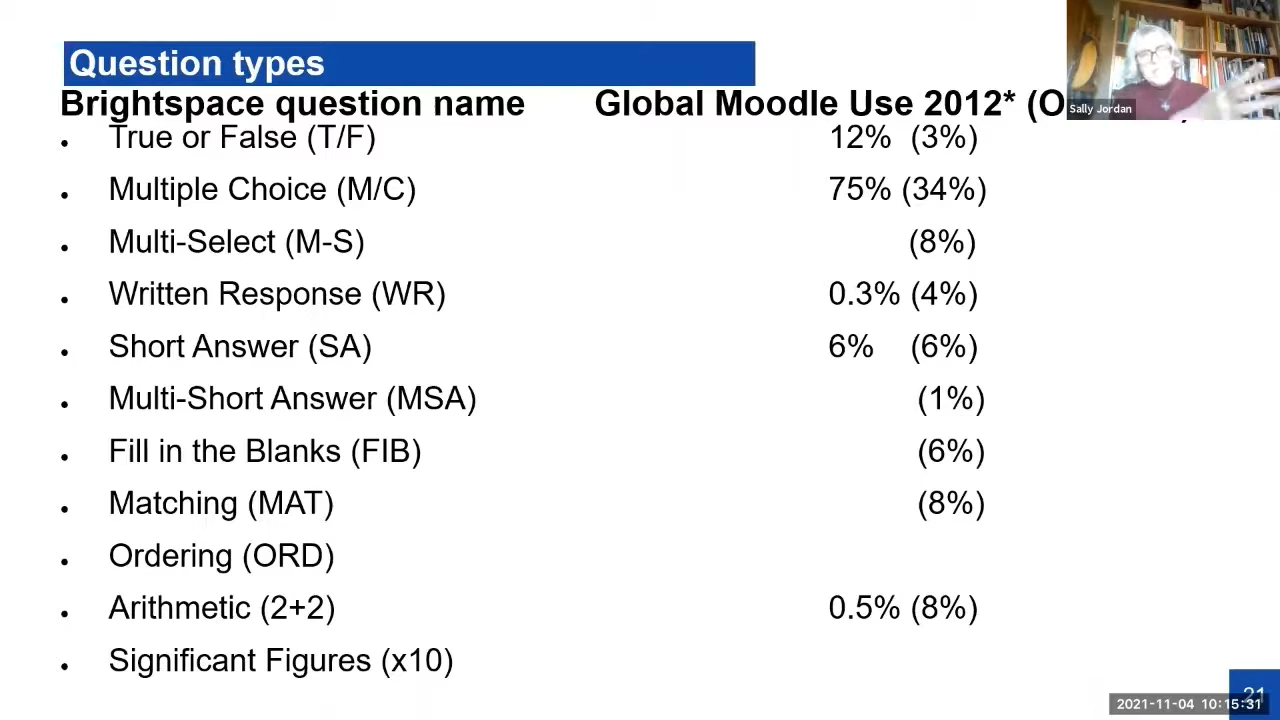 Question types
Brightspace question name Global Moodle Use 2012* (O
Sally Jordan
• True or False (T/F) 12% (3%)
• Multiple Choice (M/C) 75% (34%)
• Multi-Select (M-S) (8%)
• Written Response (WR) 0.3% (4%)
• Short Answer (SA) 6% (6%)
• Multi-Short Answer (MSA) (1%)
• Fill in the Blanks (FIB) (6%)
• Matching (MAT) (8%)
• Ordering (ORD)
• Arithmetic (2+2) 0.5% (8%)
• Significant Figures (x10)
21
2021-11-04 10:15:31